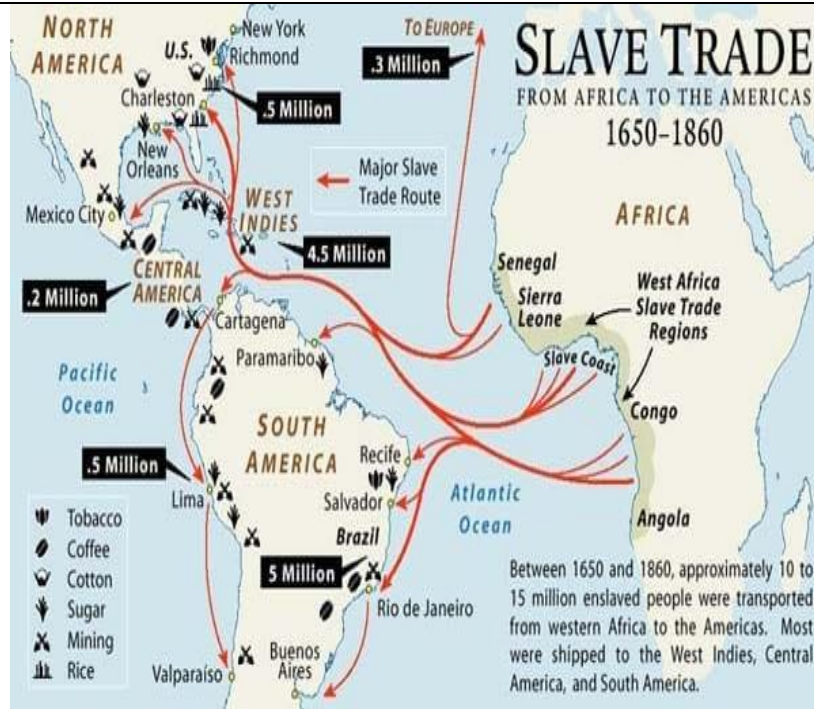 SLAVE TRADE
FROM AFRICA TO THE AMERICAS
1650–1860
NORTH
AMERICA
U.S.
New York
Richmond
.5 Million
Charleston
New
Orleans
Mexico City
WEST
INDIES
4.5 Million
TO EUROPE
.3 Million
Major Slave
Trade Route
CENTRAL
AMERICA
.2 Million
Cartagena
Paramaribo
Pacific
Ocean
SOUTH
AMERICA
.5 Million
Lima
Recife
Salvador
Brazil
5 Million
Rio de Janeiro
Buenos
Aires
Valparaíso
Atlantic
Ocean
AFRICA
Senegal
Sierra
Leone
West Africa
Slave Trade
Regions
Slave Coast
Congo
Angola
Tobacco
Coffee
Cotton
Sugar
Mining
Rice
Between 1650 and 1860, approximately 10 to
15 million enslaved people were transported
from western Africa to the Americas. Most
were shipped to the West Indies, Central
America, and South America.